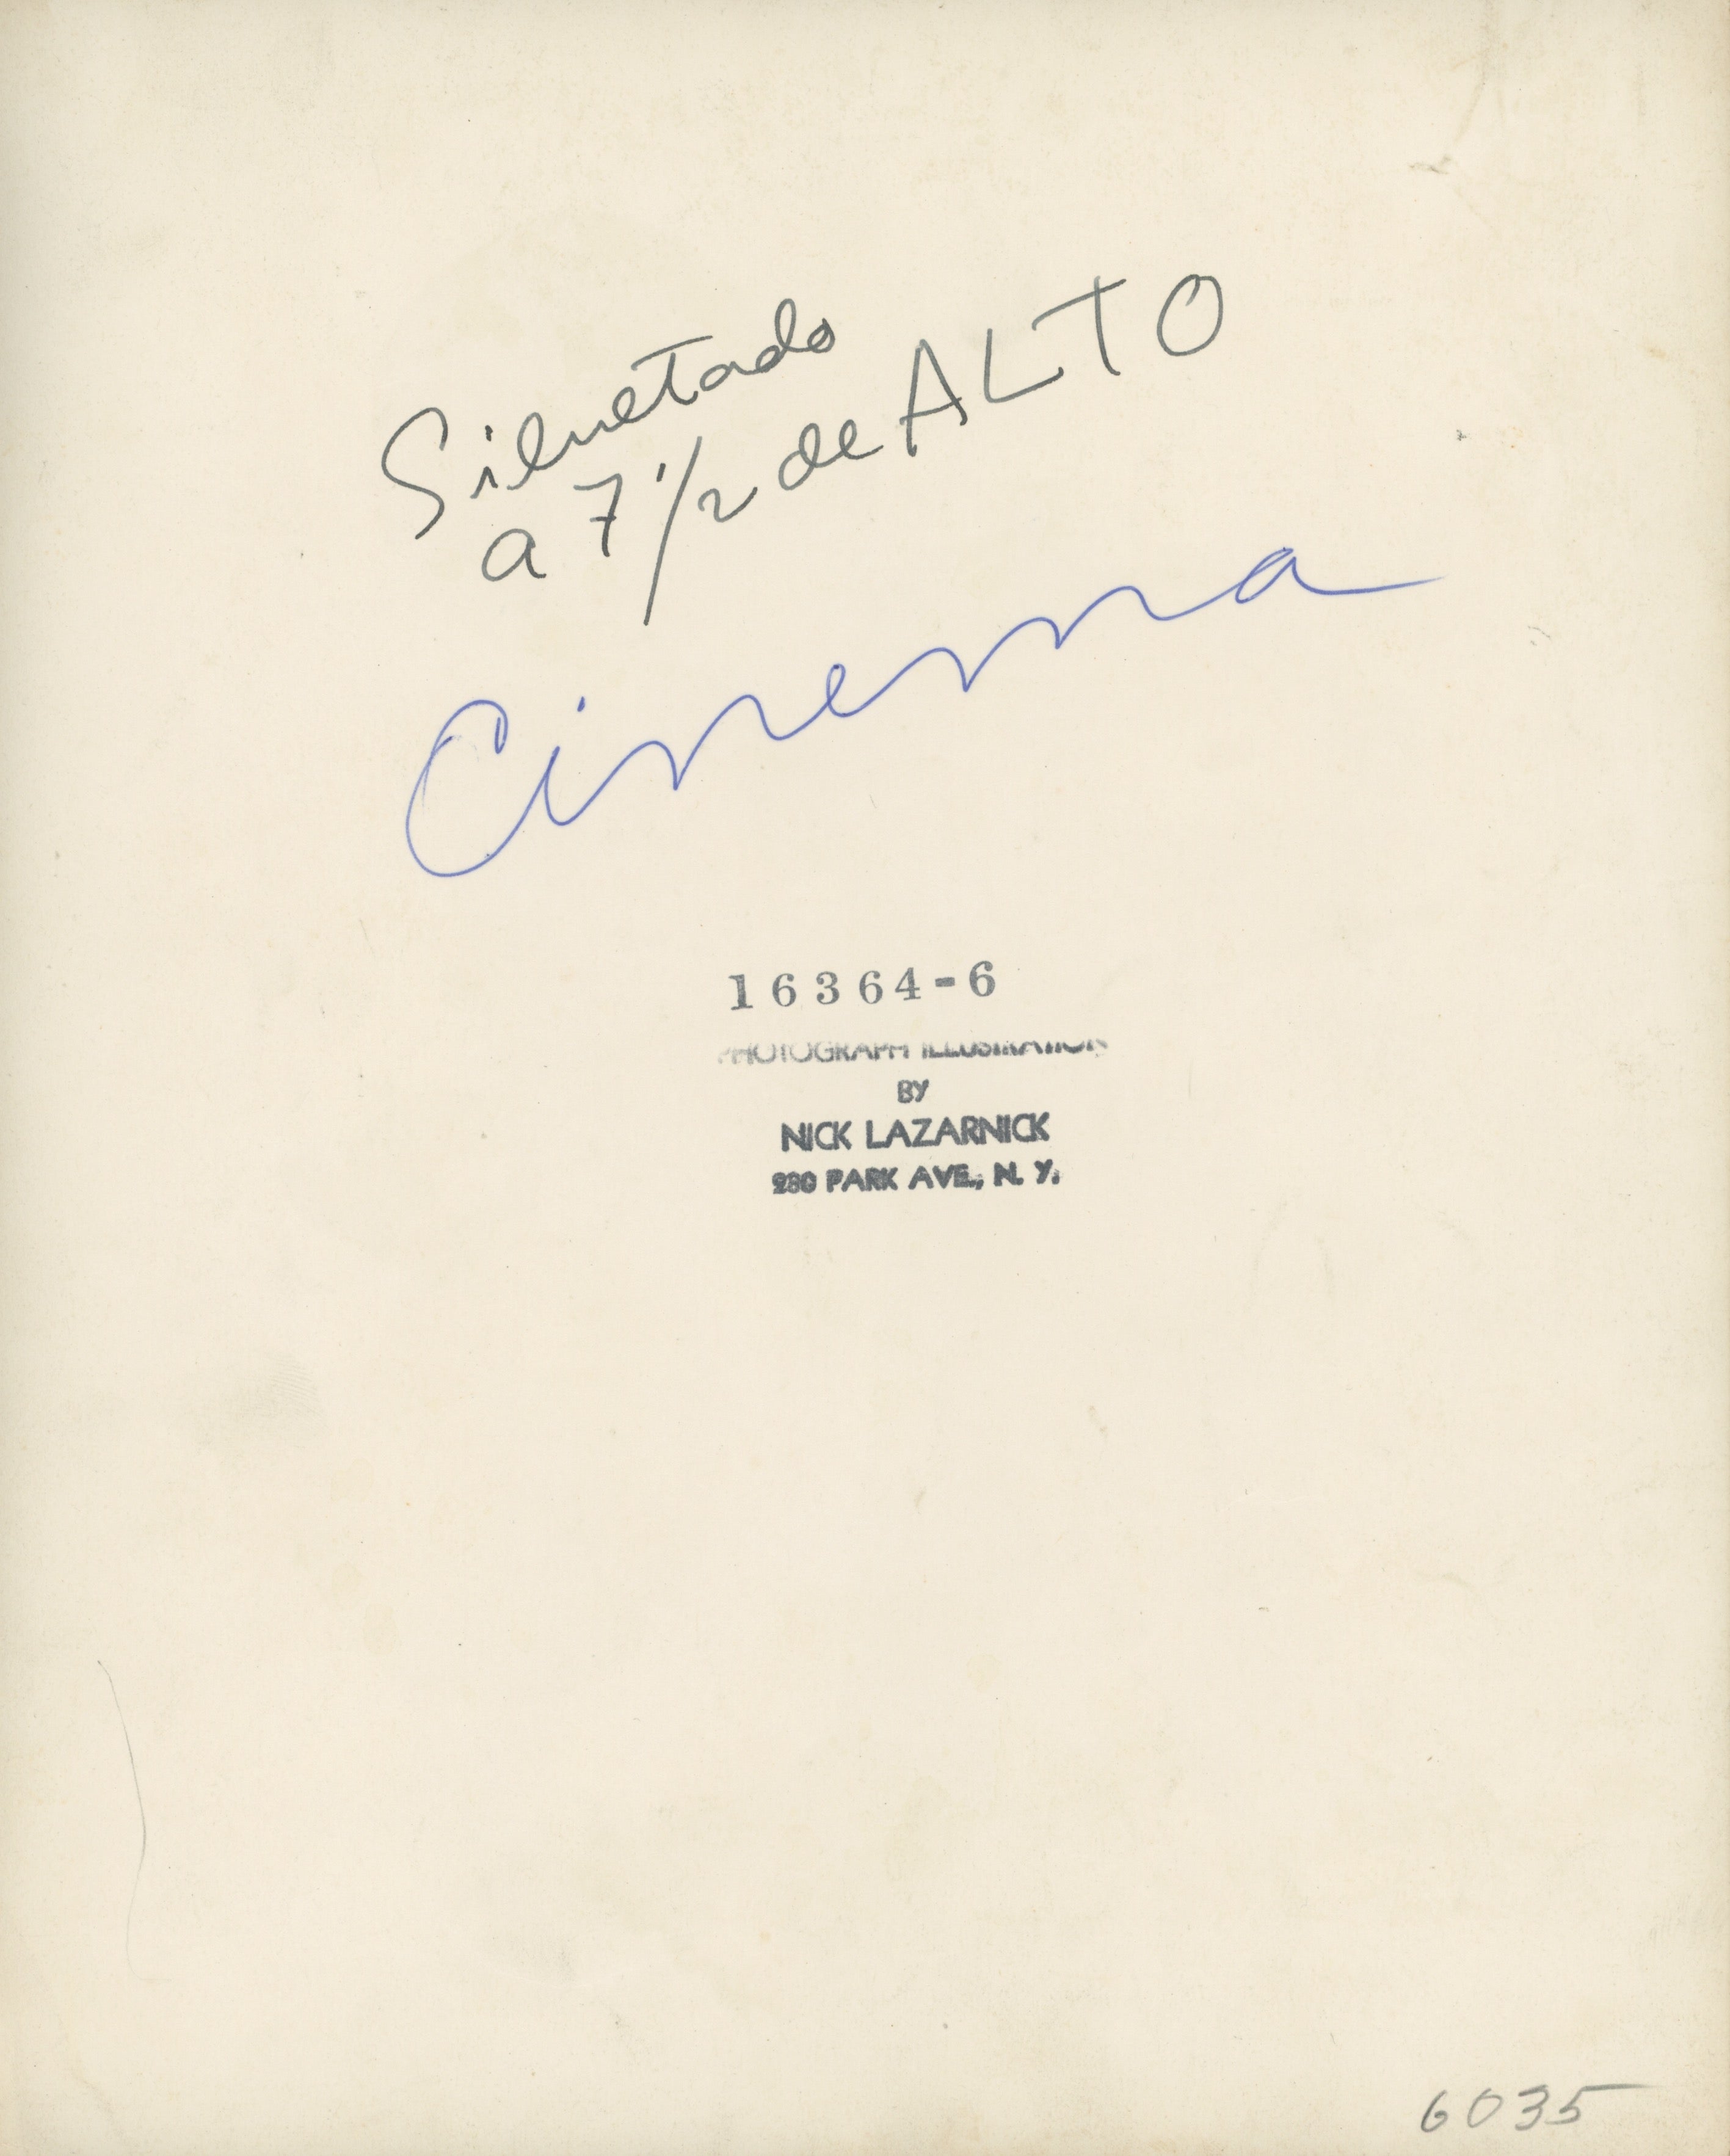 Siluetado
a 7 1/2 de ALTO
Cinema
16364-6
PHOTOGRAPH ILLUSTRATION
BY
NICK LAZARNICK
230 PARK AVE., N. Y.
6035